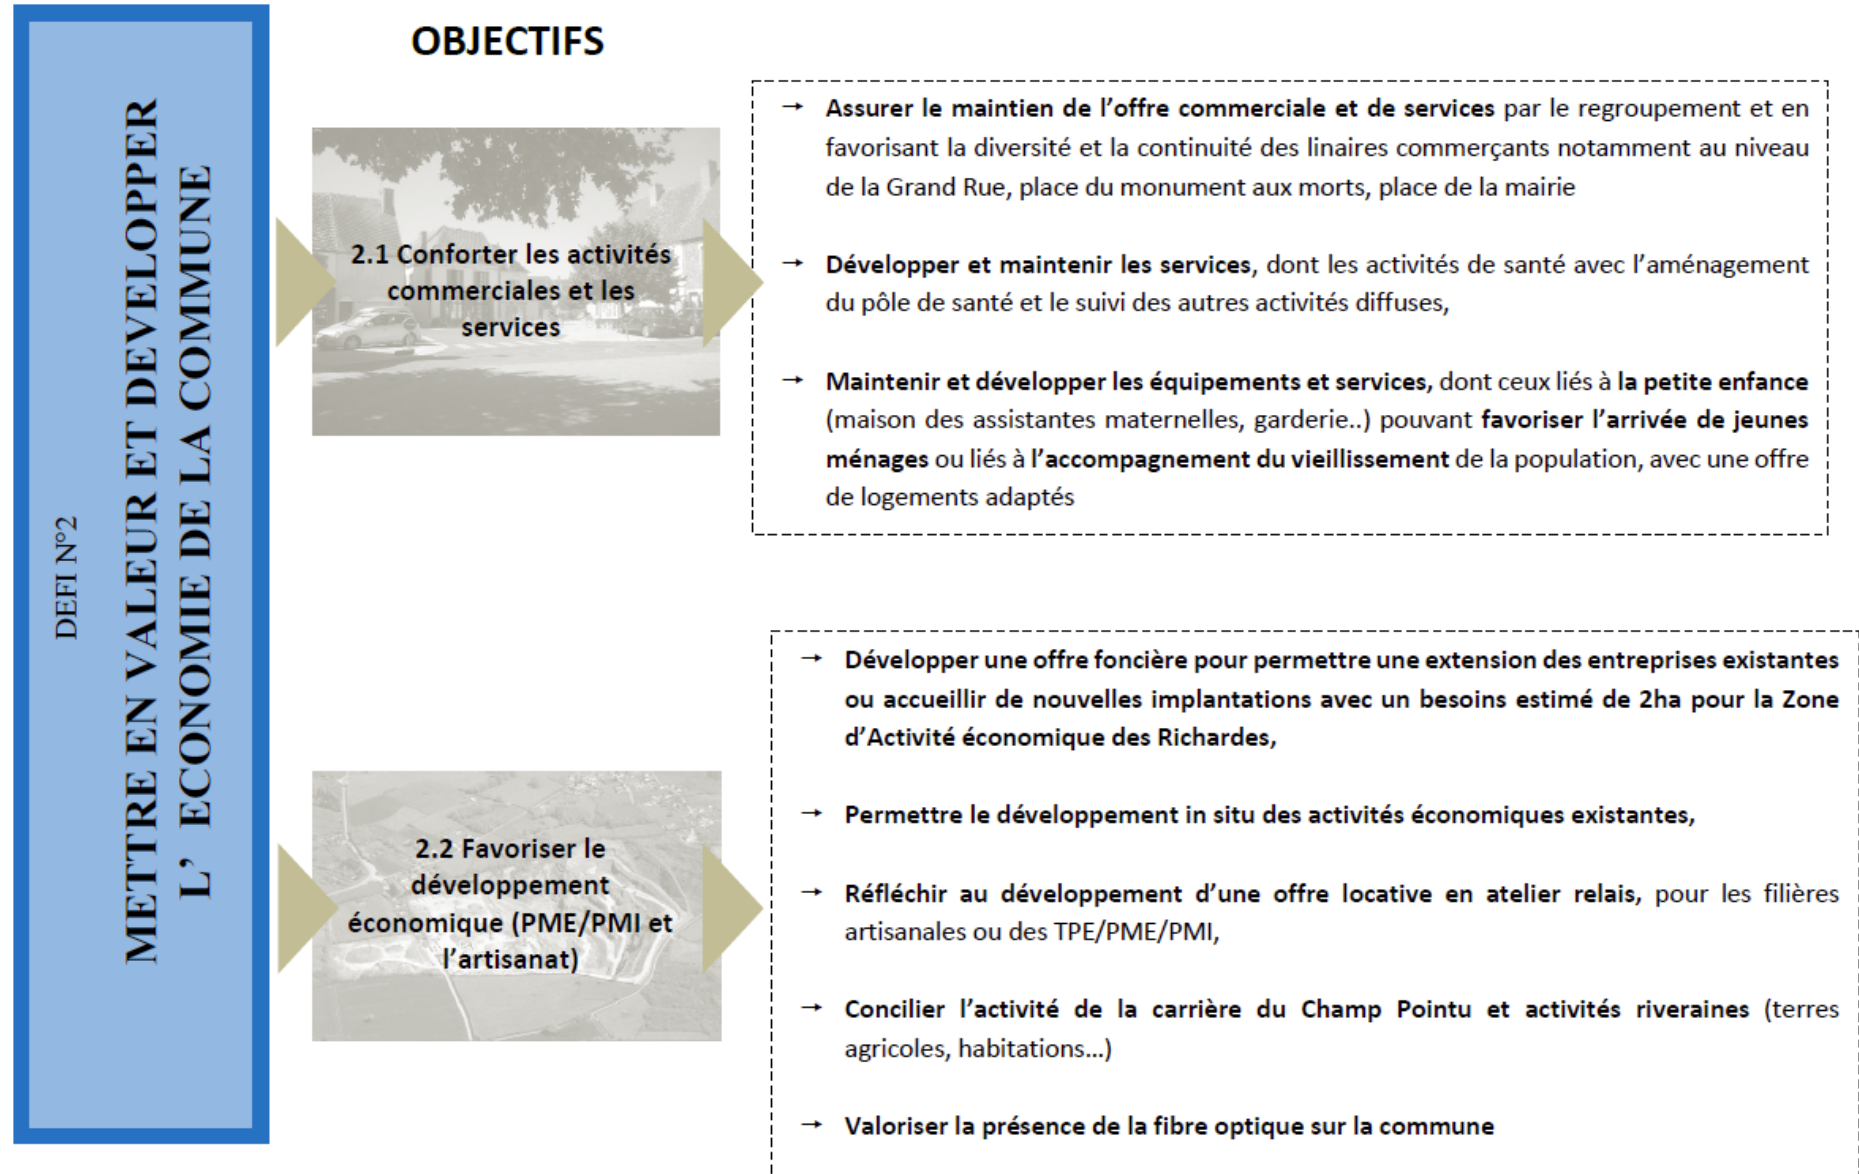 DEFI N°2
METTRE EN VALEUR ET DEVELOPPER
L’ ECONOMIE DE LA COMMUNE
OBJECTIFS
2.1 Conforter les activités
commerciales et les
services
→ Assurer le maintien de l’offre commerciale et de services par le regroupement et en
favorisant la diversité et la continuité des linaires commerçants notamment au niveau
de la Grand Rue, place du monument aux morts, place de la mairie
→ Développer et maintenir les services, dont les activités de santé avec l’aménagement
du pôle de santé et le suivi des autres activités diffuses,
→ Maintenir et développer les équipements et services, dont ceux liés à la petite enfance
(maison des assistantes maternelles, garderie..) pouvant favoriser l’arrivée de jeunes
ménages ou liés à l’accompagnement du vieillissement de la population, avec une offre
de logements adaptés
2.2 Favoriser le
développement
économique (PME/PMI et
l’artisanat)
→ Développer une offre foncière pour permettre une extension des entreprises existantes
ou accueillir de nouvelles implantations avec un besoins estimé de 2ha pour la Zone
d’Activité économique des Richardes,
→ Permettre le développement in situ des activités économiques existantes,
→ Réfléchir au développement d’une offre locative en atelier relais, pour les filières
artisanales ou des TPE/PME/PMI,
→ Concilier l’activité de la carrière du Champ Pointu et activités riveraines (terres
agricoles, habitations…)
→ Valoriser la présence de la fibre optique sur la commune